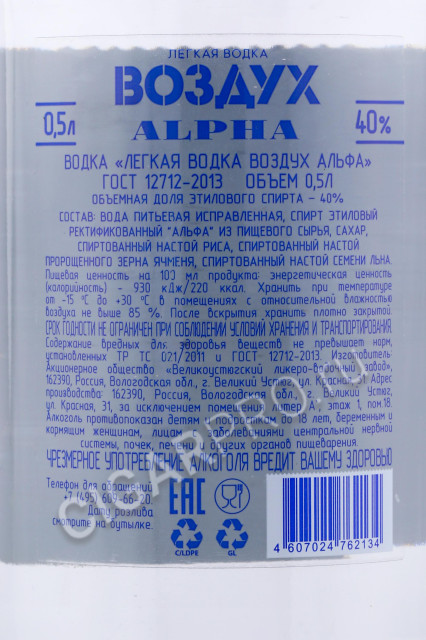 ЛЕГКАЯ ВОДКА
ВОЗДУХ
0,5л
ALPHA
40%
ВОДКА «ЛЕГКАЯ ВОДКА ВОЗДУХ АЛЬФА»
ГОСТ 12712-2013 ОБЪЕМ 0,5Л
ОБЪЕМНАЯ ДОЛЯ ЭТИЛОВОГО СПИРТА – 40%
СОСТАВ: ВОДА ПИТЬЕВАЯ ИСПРАВЛЕННАЯ, СПИРТ ЭТИЛОВЫЙ
РЕКТИФИКОВАННЫЙ "АЛЬФА" ИЗ ПИЩЕВОГО СЫРЬЯ, САХАР,
СПИРТОВАННЫЙ НАСТОЙ РИСА, СПИРТОВАННЫЙ НАСТОЙ
ПРОРОЩЕННОГО ЗЕРНА ЯЧМЕНЯ, СПИРТОВАННЫЙ НАСТОЙ СЕМЕНИ ЛЬНА.
Пищевая ценность на 100 мл продукта: энергетическая ценность
(калорийность) - 930 кДж/220 ккал. Хранить при температуре
от -15 °С до +30 °С в помещениях с относительной влажностью
воздуха не выше 85 %. После вскрытия хранить плотно закрытой.
СРОК ГОДНОСТИ НЕ ОГРАНИЧЕН ПРИ СОБЛЮДЕНИИ УСЛОВИЙ ХРАНЕНИЯ И ТРАНСПОРТИРОВАНИЯ.
Содержание вредных для здоровья веществ не превышает норм,
установленных ТР ТС 021/2011 и ГОСТ 12712-2013. Изготовитель
Акционерное общество «Великоустюгский ликеро-водочный завод»,
162390, Россия, Вологодская обл., г. Великий Устюг, ул. Красная 31 Адрес
производства: 162390, Россия, Вологодская обл., г. Великий Устюг,
ул. Красная, 31, за исключением помещений литер А; этаж 1, пом.18.
Алкоголь противопоказан детям и подросткам до 18 лет, беременным и
кормящим женщинам, лицам с заболеваниями центральной нервной
системы, почек, печени и других органов пищеварения.
ЧРЕЗМЕРНОЕ УПОТРЕБЛЕНИЕ АЛКОГОЛЯ ВРЕДИТ ВАШЕМУ ЗДОРОВЬЮ
Телефон для обращений
+7 (495) 609-66-20.
Дату розлива
смотрите на бутылке.
EAC
C/LDPE
GL
4 607024 762134
CIGARPRO.RU